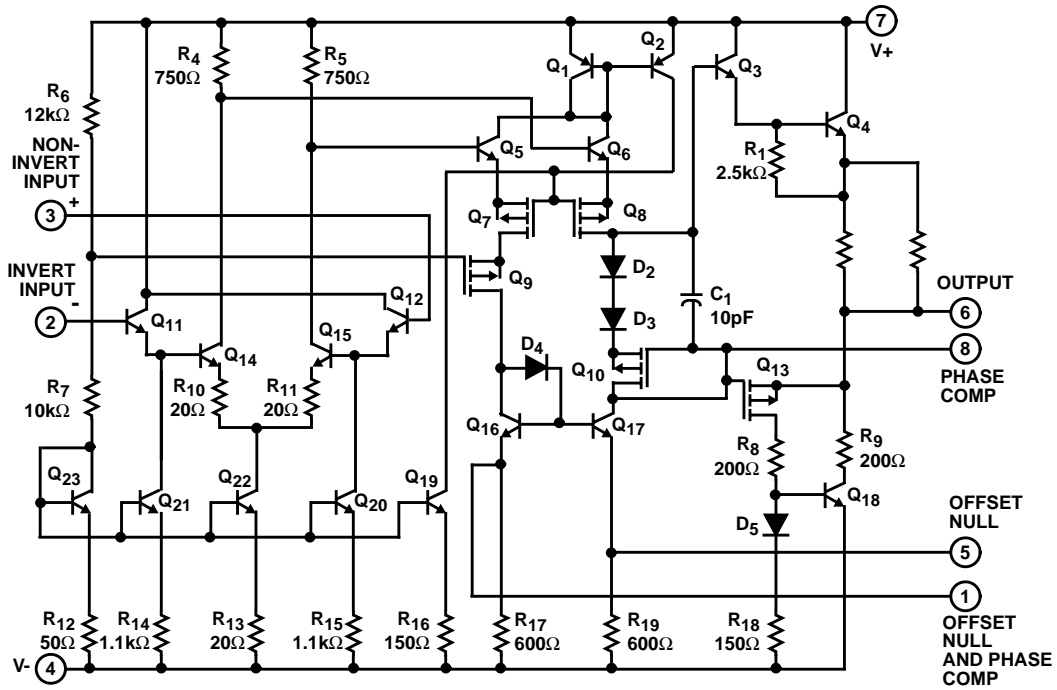 7
V+
R4
750Ω
R5
750Ω
Q1
Q2
Q3
Q4
R6
12kΩ
NON-
INVERT
INPUT
+
3
Q5
Q6
R1
2.5kΩ
Q7
Q8
Q9
D2
INVERT
INPUT
-
2
Q11
Q12
C1
10pF
OUTPUT
6
D3
Q14
Q15
D4
Q10
8
PHASE
COMP
Q13
R7
10kΩ
R10
20Ω
R11
20Ω
Q16
Q17
R8
200Ω
R9
200Ω
Q23
Q21
Q22
Q20
Q19
Q18
D5
OFFSET
NULL
5
1
OFFSET
NULL
AND PHASE
COMP
R12
50Ω
R14
1.1kΩ
R13
20Ω
R15
1.1kΩ
R16
150Ω
R17
600Ω
R19
600Ω
R18
150Ω
V-
4